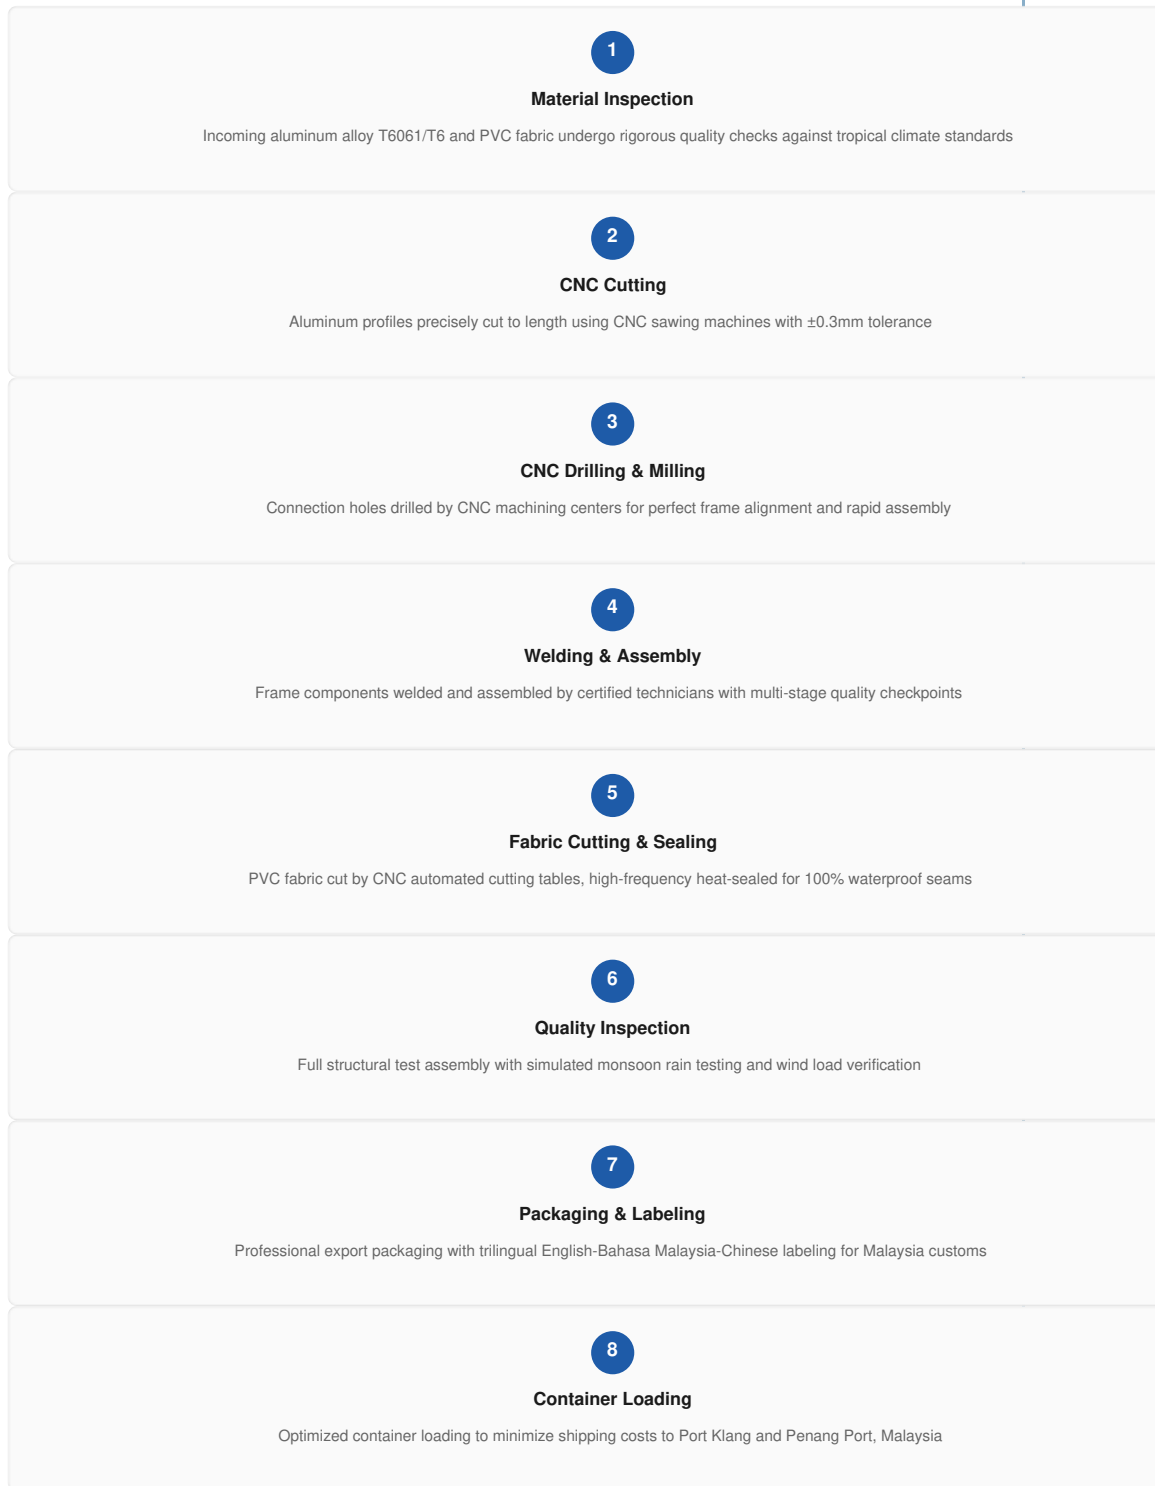 1
Material Inspection
Incoming aluminum alloy T6061/T6 and PVC fabric undergo rigorous quality checks against tropical climate standards
2
CNC Cutting
Aluminum profiles precisely cut to length using CNC sawing machines with ±0.3mm tolerance
3
CNC Drilling & Milling
Connection holes drilled by CNC machining centers for perfect frame alignment and rapid assembly
4
Welding & Assembly
Frame components welded and assembled by certified technicians with multi-stage quality checkpoints
5
Fabric Cutting & Sealing
PVC fabric cut by CNC automated cutting tables, high-frequency heat-sealed for 100% waterproof seams
6
Quality Inspection
Full structural test assembly with simulated monsoon rain testing and wind load verification
7
Packaging & Labeling
Professional export packaging with trilingual English-Bahasa Malaysia-Chinese labeling for Malaysia customs
8
Container Loading
Optimized container loading to minimize shipping costs to Port Klang and Penang Port, Malaysia